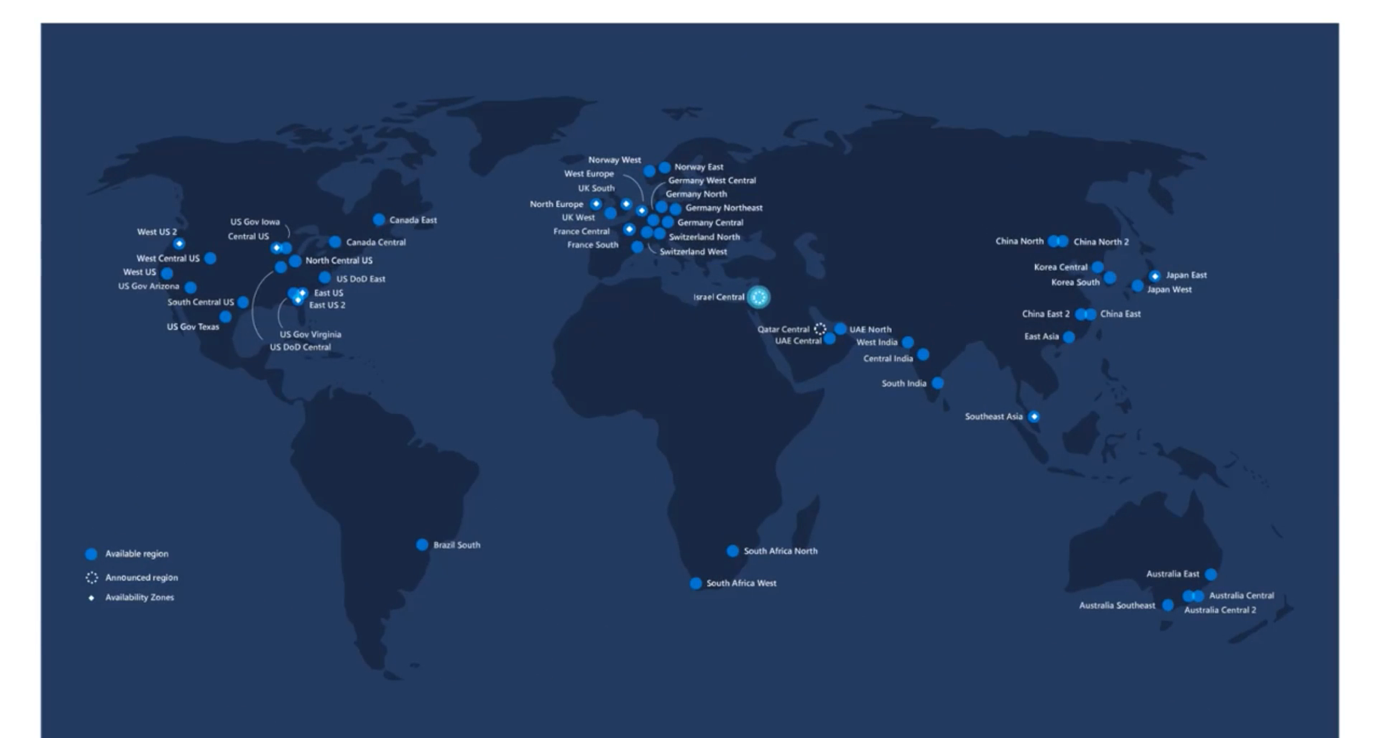 Norway West
Norway East
West Europe
Germany West Central
UK South
Germany North
North Europe
Germany Northeast
UK West
Germany Central
France Central
Switzerland North
France South
Switzerland West
US Gov Iowa
Canada East
West US 2
Central US
Canada Central
West Central US
North Central US
West US
US DoD East
US Gov Arizona
East US
South Central US
East US 2
US Gov Texas
US Gov Virginia
US DoD Central
Israel Central
Qatar Central
UAE North
UAE Central
West India
Central India
South India
China North
China North 2
Korea Central
Japan East
Korea South
Japan West
China East 2
China East
East Asia
Southeast Asia
Brazil South
South Africa North
South Africa West
Australia East
Australia Central
Australia Southeast
Australia Central 2
Available region
Announced region
Availability Zones